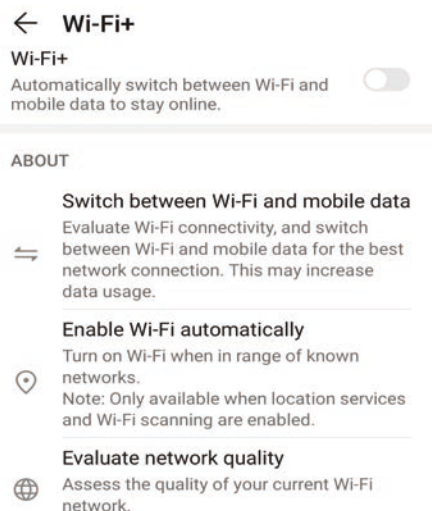 Wi-Fi+
Wi-Fi+
Automatically switch between Wi-Fi and
mobile data to stay online.
ABOUT
Switch between Wi-Fi and mobile data
Evaluate Wi-Fi connectivity, and switch
between Wi-Fi and mobile data for the best
network connection. This may increase
data usage.
Enable Wi-Fi automatically
Turn on Wi-Fi when in range of known
networks.
Note: Only available when location services
and Wi-Fi scanning are enabled.
Evaluate network quality
Assess the quality of your current Wi-Fi
network.